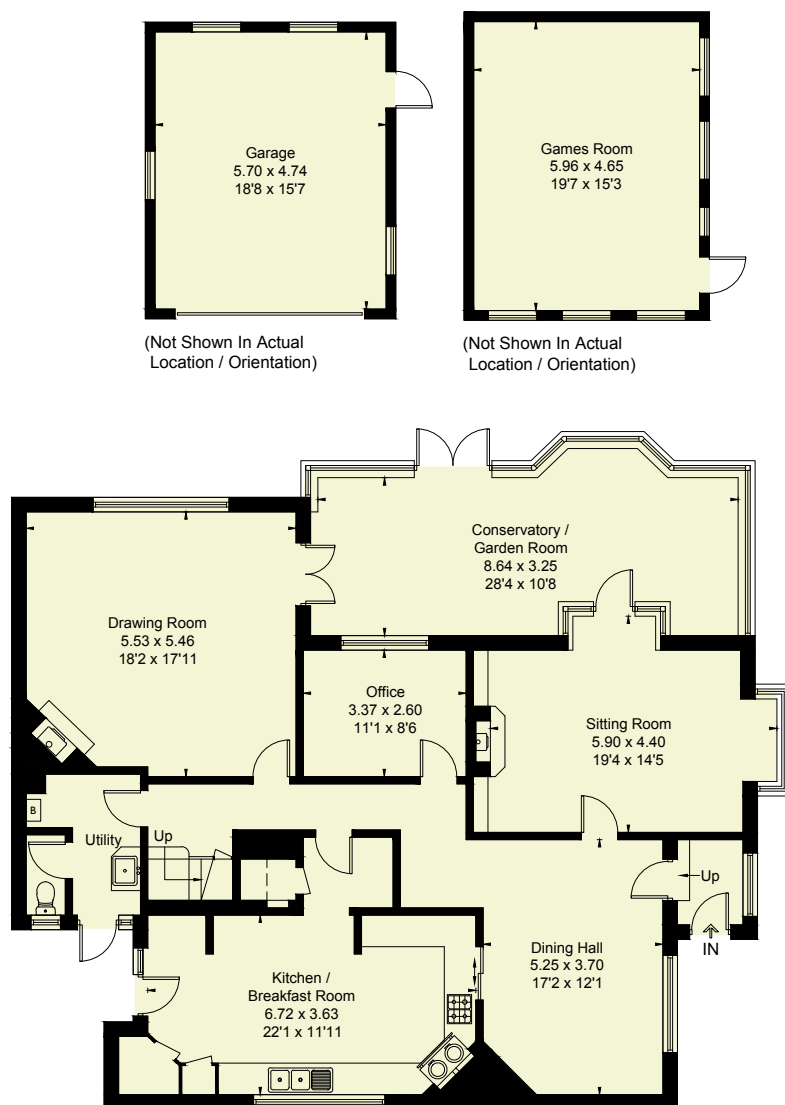 Garage
5.70 x 4.74
18'8 x 15'7
(Not Shown In Actual
Location / Orientation)
Games Room
5.96 x 4.65
19'7 x 15'3
(Not Shown In Actual
Location / Orientation)
Conservatory /
Garden Room
8.64 x 3.25
28'4 x 10'8
Drawing Room
5.53 x 5.46
18'2 x 17'11
Office
3.37 x 2.60
11'1 x 8'6
Sitting Room
5.90 x 4.40
19'4 x 14'5
B
Utility
Up
Up
IN
Dining Hall
5.25 x 3.70
17'2 x 12'1
Kitchen /
Breakfast Room
6.72 x 3.63
22'1 x 11'11